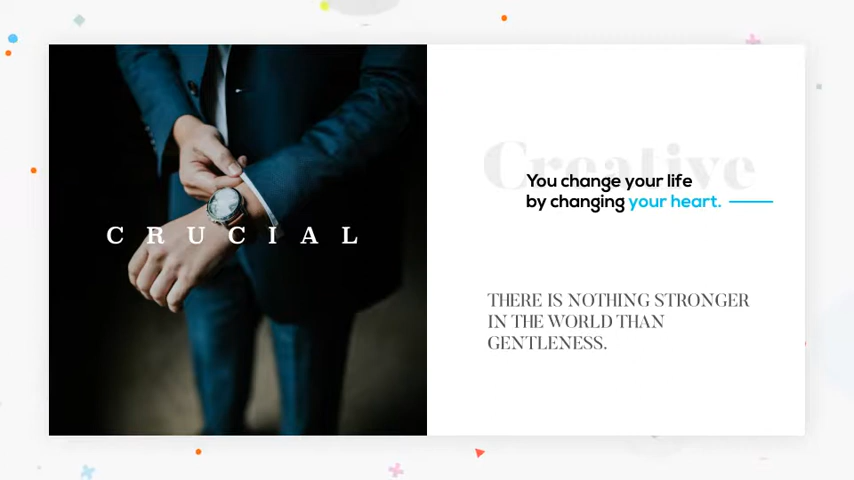 CRUCIAL
Creative
You change your life
by changing your heart.
THERE IS NOTHING STRONGER
IN THE WORLD THAN
GENTLENESS.